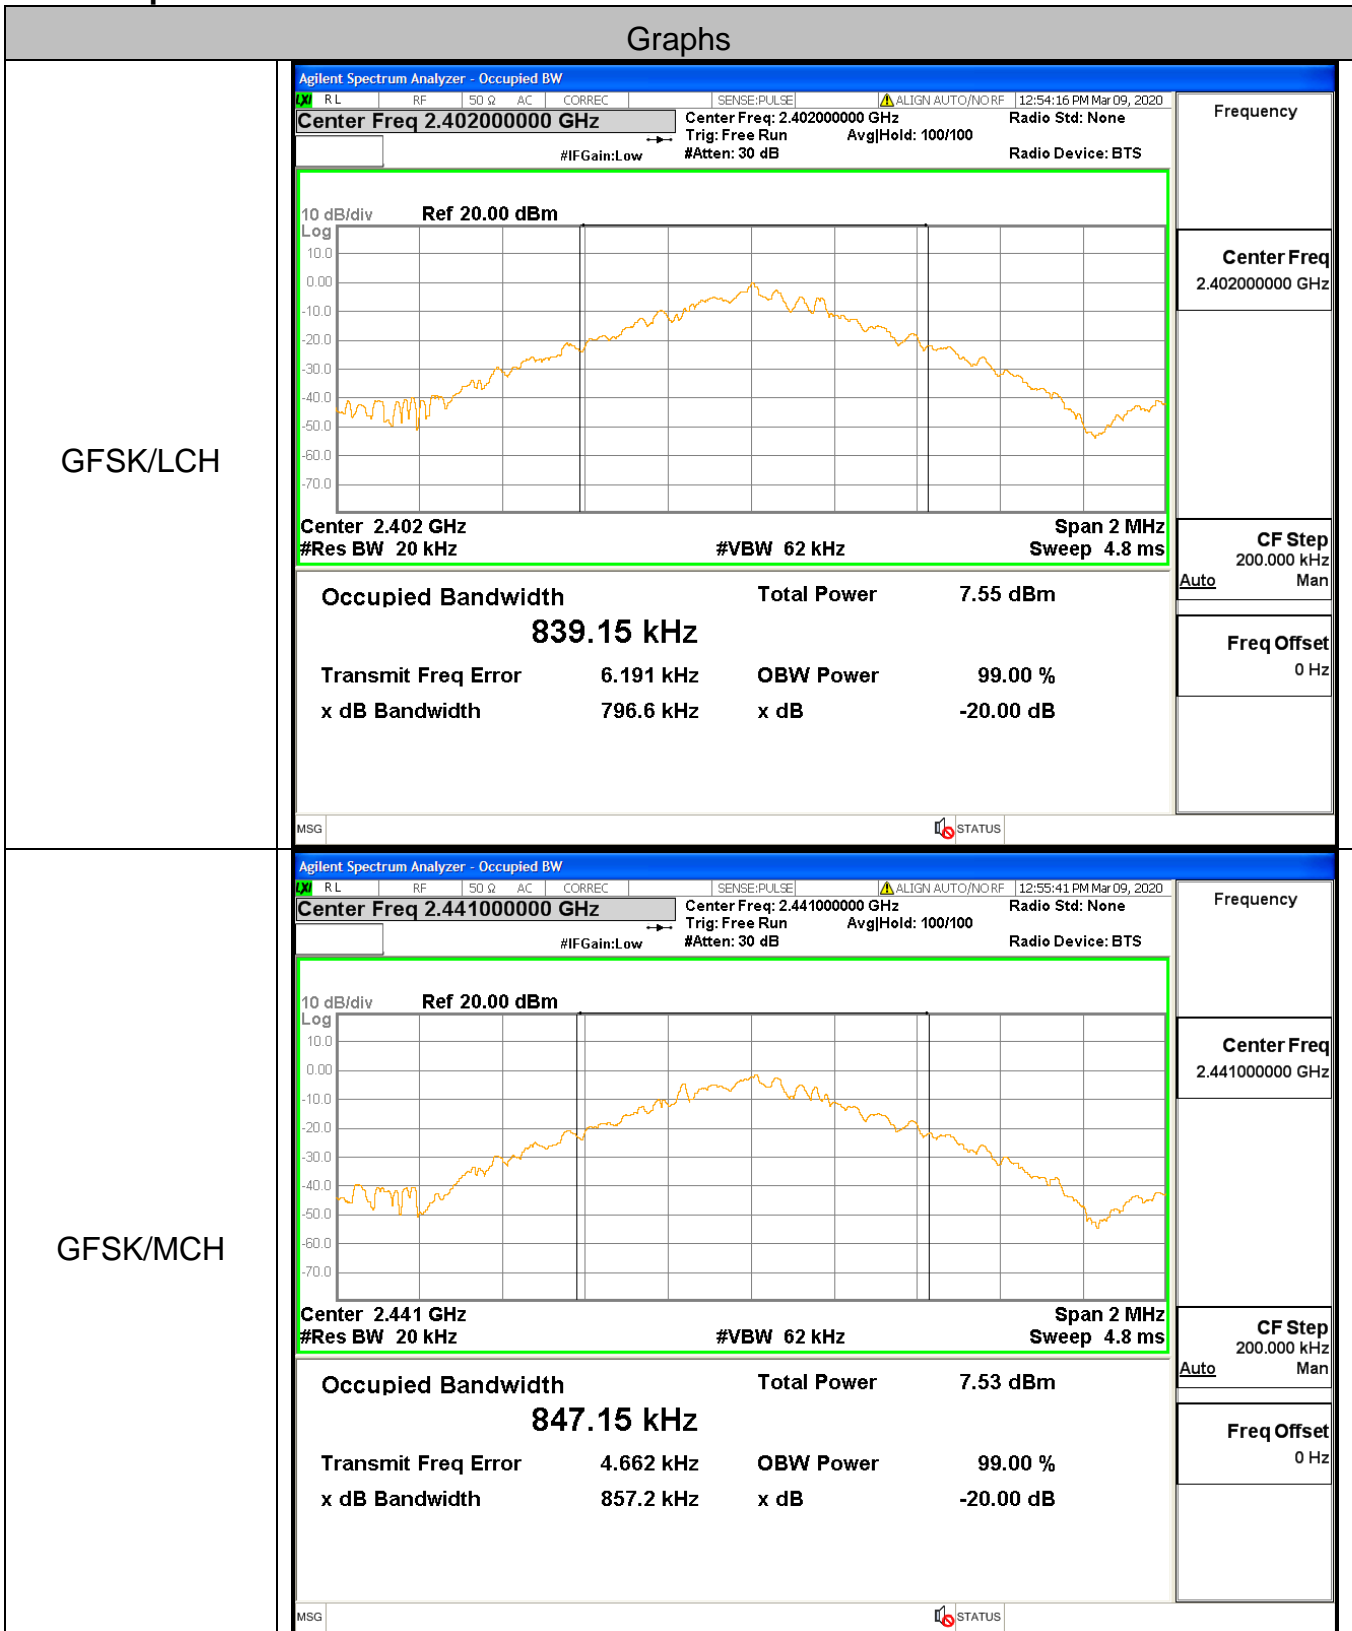 Graphs
GFSK/LCH
Agilent Spectrum Analyzer - Occupied BW
LXI RL RF 50 Ω AC CORREC SENSE:PULSE ALIGN AUTO/NO RF 12:54:16 PM Mar 09, 2020
Center Freq 2.402000000 GHz
Center Freq: 2.402000000 GHz Radio Std: None
Trig: Free Run Avg|Hold: 100/100
#IFGain:Low #Atten: 30 dB Radio Device: BTS
10 dB/div Ref 20.00 dBm
Log
10.0
0.00
-10.0
-20.0
-30.0
-40.0
-50.0
-60.0
-70.0
Center 2.402 GHz Span 2 MHz
#Res BW 20 kHz #VBW 62 kHz Sweep 4.8 ms
Occupied Bandwidth Total Power 7.55 dBm
839.15 kHz
Transmit Freq Error 6.191 kHz OBW Power 99.00 %
x dB Bandwidth 796.6 kHz x dB -20.00 dB
MSG STATUS
Frequency
Center Freq
2.402000000 GHz
CF Step
200.000 kHz
Auto Man
Freq Offset
0 Hz
GFSK/MCH
Agilent Spectrum Analyzer - Occupied BW
LXI RL RF 50 Ω AC CORREC SENSE:PULSE ALIGN AUTO/NO RF 12:55:41 PM Mar 09, 2020
Center Freq 2.441000000 GHz
Center Freq: 2.441000000 GHz Radio Std: None
Trig: Free Run Avg|Hold: 100/100
#IFGain:Low #Atten: 30 dB Radio Device: BTS
10 dB/div Ref 20.00 dBm
Log
10.0
0.00
-10.0
-20.0
-30.0
-40.0
-50.0
-60.0
-70.0
Center 2.441 GHz Span 2 MHz
#Res BW 20 kHz #VBW 62 kHz Sweep 4.8 ms
Occupied Bandwidth Total Power 7.53 dBm
847.15 kHz
Transmit Freq Error 4.662 kHz OBW Power 99.00 %
x dB Bandwidth 857.2 kHz x dB -20.00 dB
MSG STATUS
Frequency
Center Freq
2.441000000 GHz
CF Step
200.000 kHz
Auto Man
Freq Offset
0 Hz